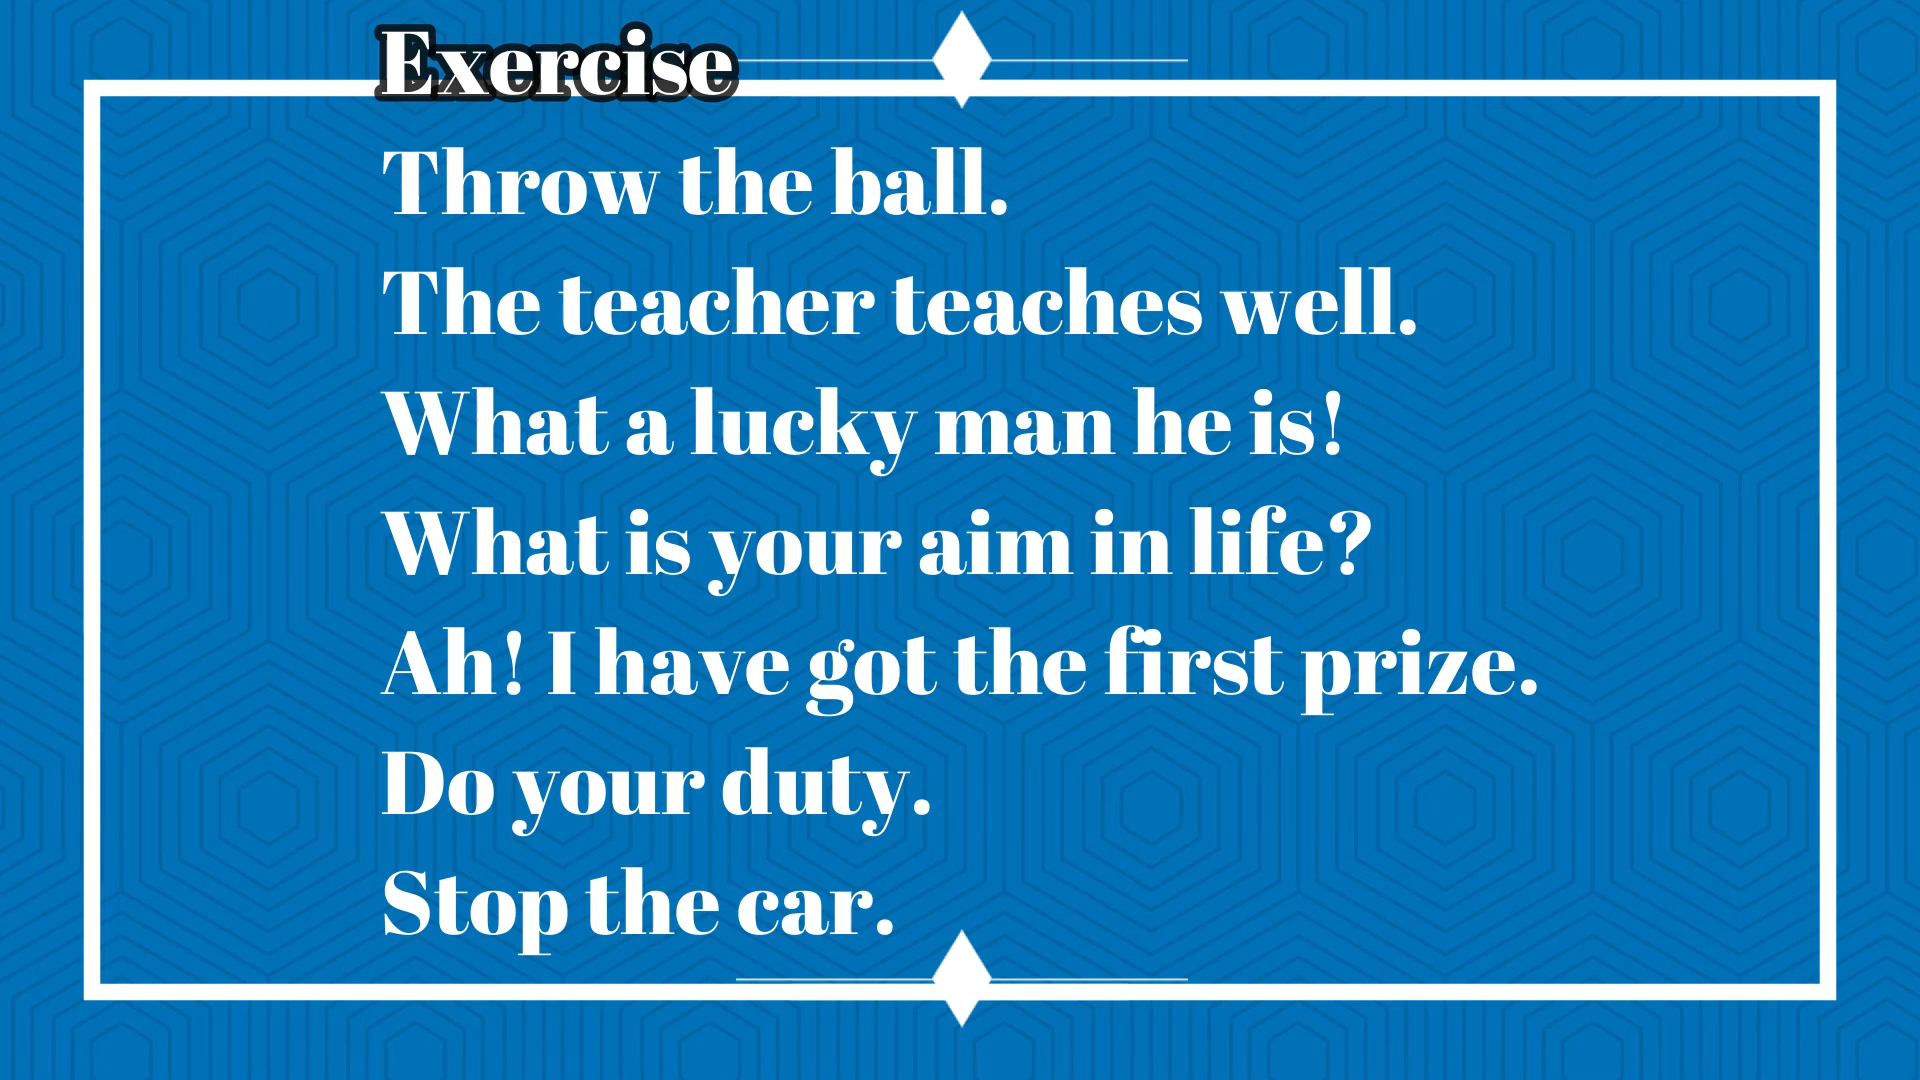 Exercise
Throw the ball.
The teacher teaches well.
What a lucky man he is!
What is your aim in life?
Ah! I have got the first prize.
Do your duty.
Stop the car.